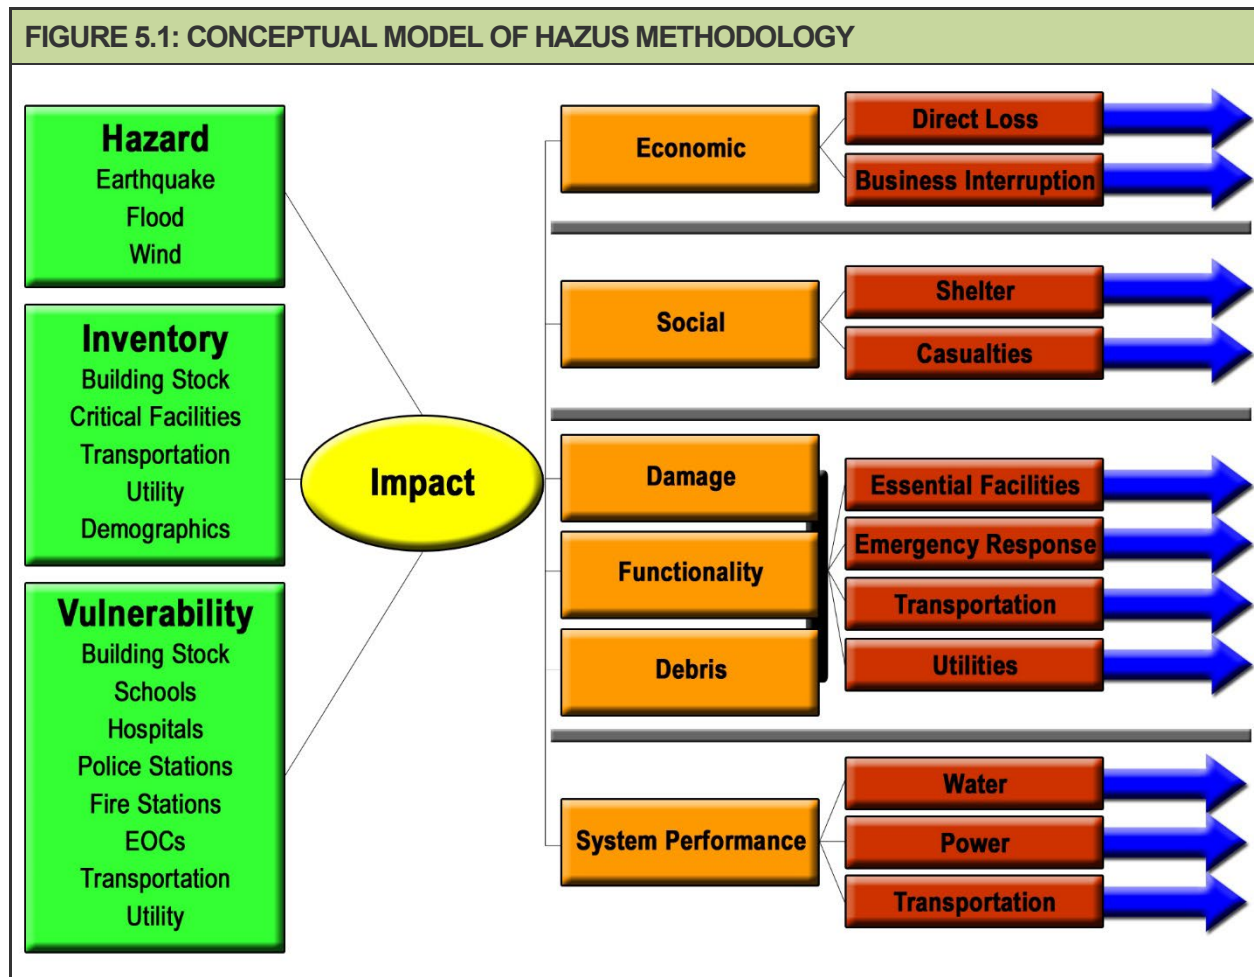 FIGURE 5.1: CONCEPTUAL MODEL OF HAZUS METHODOLOGY
Hazard
Earthquake
Flood
Wind
Inventory
Building Stock
Critical Facilities
Transportation
Utility
Demographics
Vulnerability
Building Stock
Schools
Hospitals
Police Stations
Fire Stations
EOCs
Transportation
Utility
Impact
Economic
Direct Loss
Business Interruption
Social
Shelter
Casualties
Damage
Functionality
Debris
Essential Facilities
Emergency Response
Transportation
Utilities
System Performance
Water
Power
Transportation